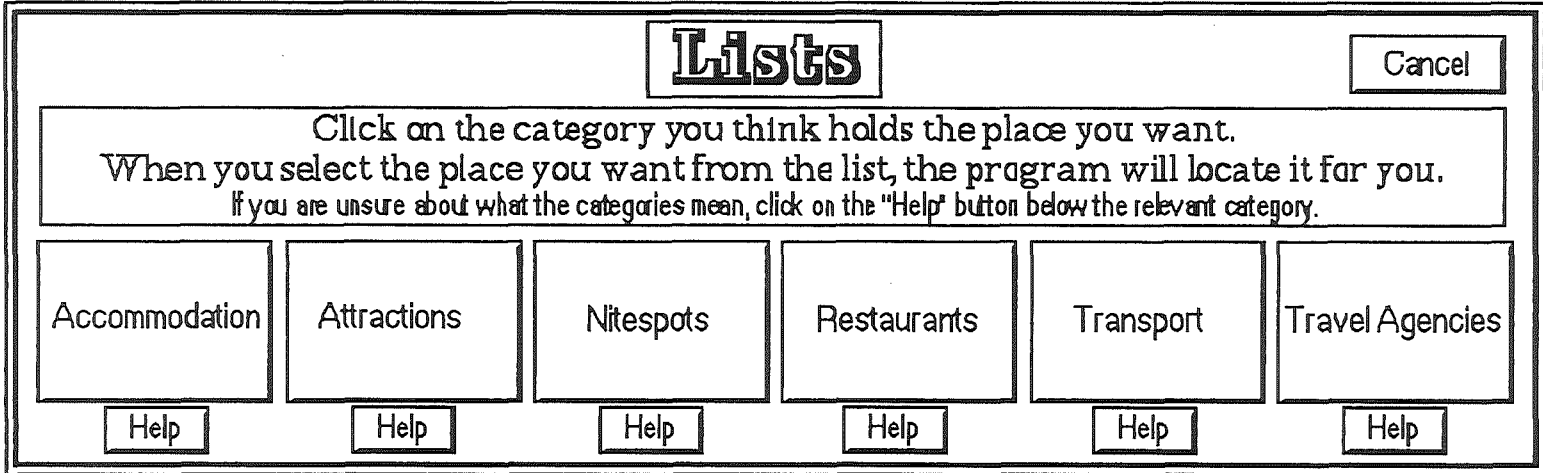 Lists
Cancel
Click on the category you think holds the place you want.
When you select the place you want from the list, the program will locate it for you.
If you are unsure about what the categories mean, click on the "Help" button below the relevant category.
Accommodation
Attractions
Nitespots
Restaurants
Transport
Travel Agencies
Help
Help
Help
Help
Help
Help